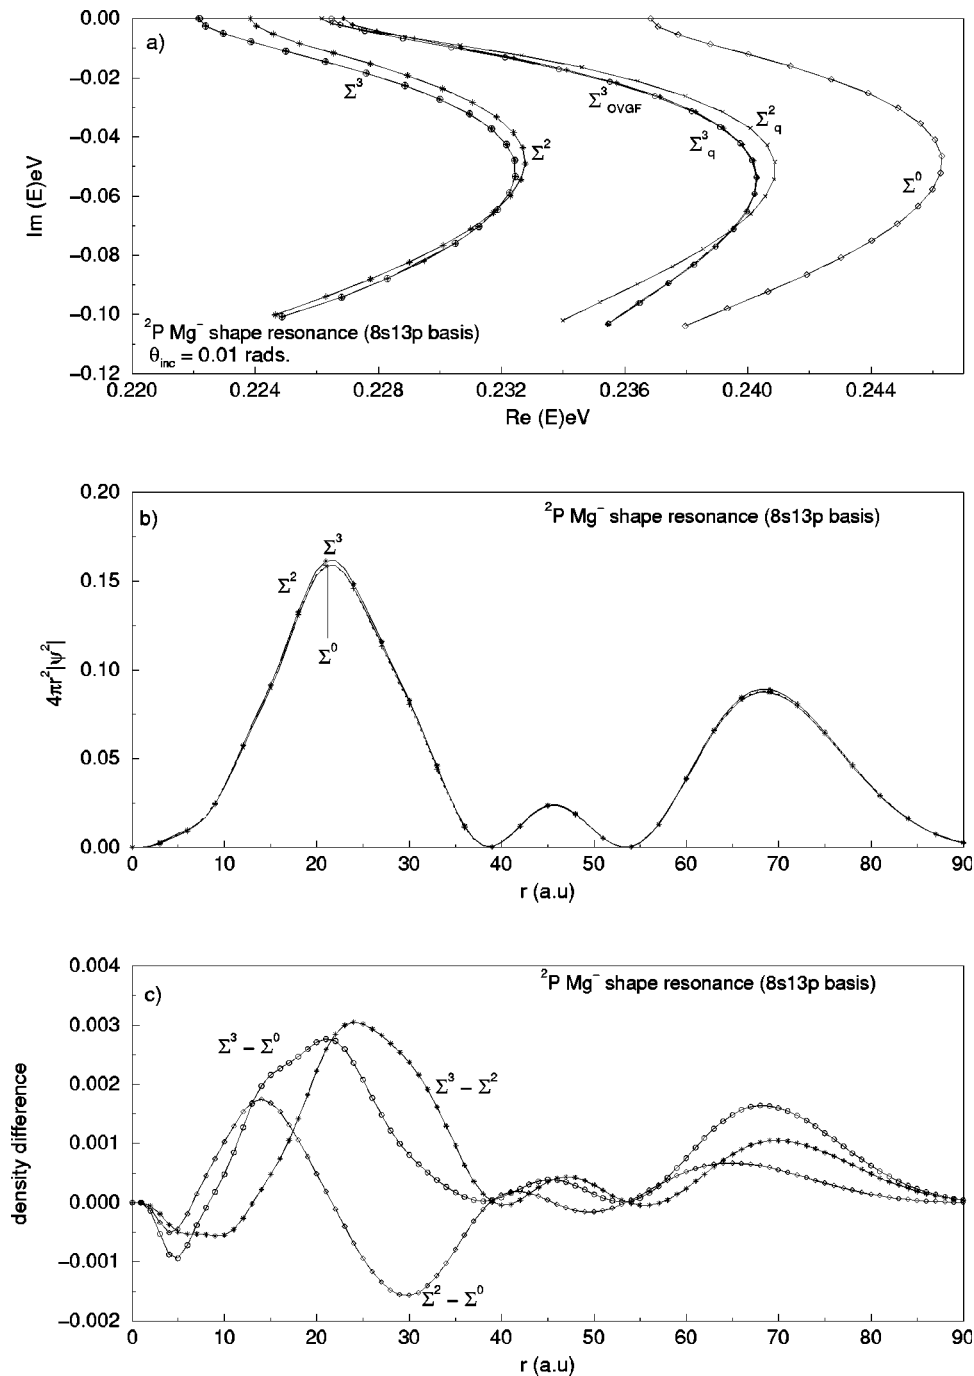 a)
0.00
−0.02
−0.04
−0.06
−0.08
−0.10
−0.12
Im (E)eV
Σ³
Σ²
Σ³OVGF
Σ³q
Σ²q
Σ⁰
²P Mg⁻ shape resonance (8s13p basis)
θinc = 0.01 rads.
0.220 0.224 0.228 0.232 0.236 0.240 0.244
Re (E)eV
b)
²P Mg⁻ shape resonance (8s13p basis)
0.20
0.15
0.10
0.05
0.00
4πr²|ψ²|
Σ³
Σ²
Σ⁰
0 10 20 30 40 50 60 70 80 90
r (a.u)
c)
²P Mg⁻ shape resonance (8s13p basis)
0.004
0.003
0.002
0.001
0.000
−0.001
−0.002
density difference
Σ³ − Σ⁰
Σ³ − Σ²
Σ² − Σ⁰
0 10 20 30 40 50 60 70 80 90
r (a.u)